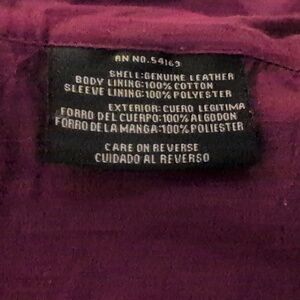 RN NO.54163
SHELL:GENUINE LEATHER
BODY LINING:100% COTTON
SLEEVE LINING:100% POLYESTER
EXTERIOR: CUERO LEGITIMA
FORRO DEL CUERPO:100% ALGODON
FORRO DE LA MANGA:100% POLIESTER
CARE ON REVERSE
CUIDADO AL REVERSO